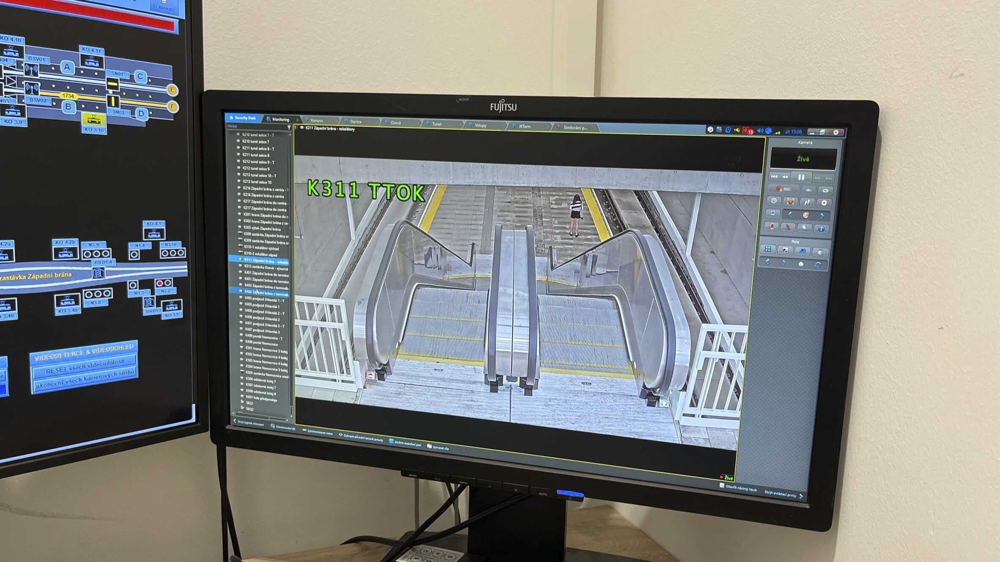 O aplikaci
KO 4.10
KO 4.11
BSV01
A
SN01
C
E
1734
F
BSV02
B
SN02
D
KO 3.9
KO 3.10
KO 4.1
KO 4.2b
N3.9
N1.4
N3.10
RRD1.4
zastávka Západní brána
N2.2
N3.8
KO 3.4a
KO 3.5
VIDEODETEKCE & VIDEODOHLED
RESET všech videoudálostí
ukončení všech kamerových střihů
m/min
FUJITSU
Security Desk
Monitoring
Kampus
Stanice
Osová
Tunel
Vstupy
JKTerm
Sledování p...
13
út 15:08
Hledat
1
K311 Západní brána - eskalátory
K210 tunel sekce 7 - T
K210 tunel sekce 7
K211 tunel sekce 8 - T
K211 tunel sekce 8
K212 tunel sekce 9 - T
K212 tunel sekce 9
K213 tunel sekce 10 - T
K213 tunel sekce 10
K216 Západní brána z centra - T
K216 Západní brána z centra
K217 Západní brána do centra
K217 Západní brána do centra
K301 hrana Západní brána do c
K302 hrana Západní brána z ce
K305 výtah Západní brána
K308 zastávka Západní brána o
K309 zastávka Západní brána o
K310-1 eskalátor východ
K310-2 eskalátor západ
K311 Západní brána - eskalát
K312 zastávka Osová - výsuvné
K401 Západní brána do termin
K401 Západní brána do termin
K403 Západní brána z terminál
K403 Západní brána z terminál
K405 podjezd Jihlavská 1 - T
K405 podjezd Jihlavská 1
K406 podjezd Jihlavská 2 - T
K406 podjezd Jihlavská 2
K407 podjezd Jihlavská 3 - T
K407 podjezd Jihlavská 3
K409 portál Nemocnice - T
K409 portál Nemocnice
K501 hrana Nemocnice 3 kolej
K502 hrana Nemocnice 4 kolej
K503 hrana Nemocnice 4 kolej
K504 hrana Nemocnice 3 kolej
K505 zastávka Nemocnice otoč
K506 odstavná kolej 7
K507 odstavná kolej 7
K508 odstavná kolej 8
K601 hala předprodeje
SEQ1
SEQ2
K311 TTOK
OTIS
OTIS
Kamera
Živě
REC
Pole
Živě
Skrýt logické zobrazení
Monitorování (0)
Synchronizovat video
Zobrazit původní datové proudy
Změnit rozložení polí
Vymazat vše
Otevřít nástroj Vault
Skrýt ovládací prvky
MENU
ECO
INPUT
AUTO